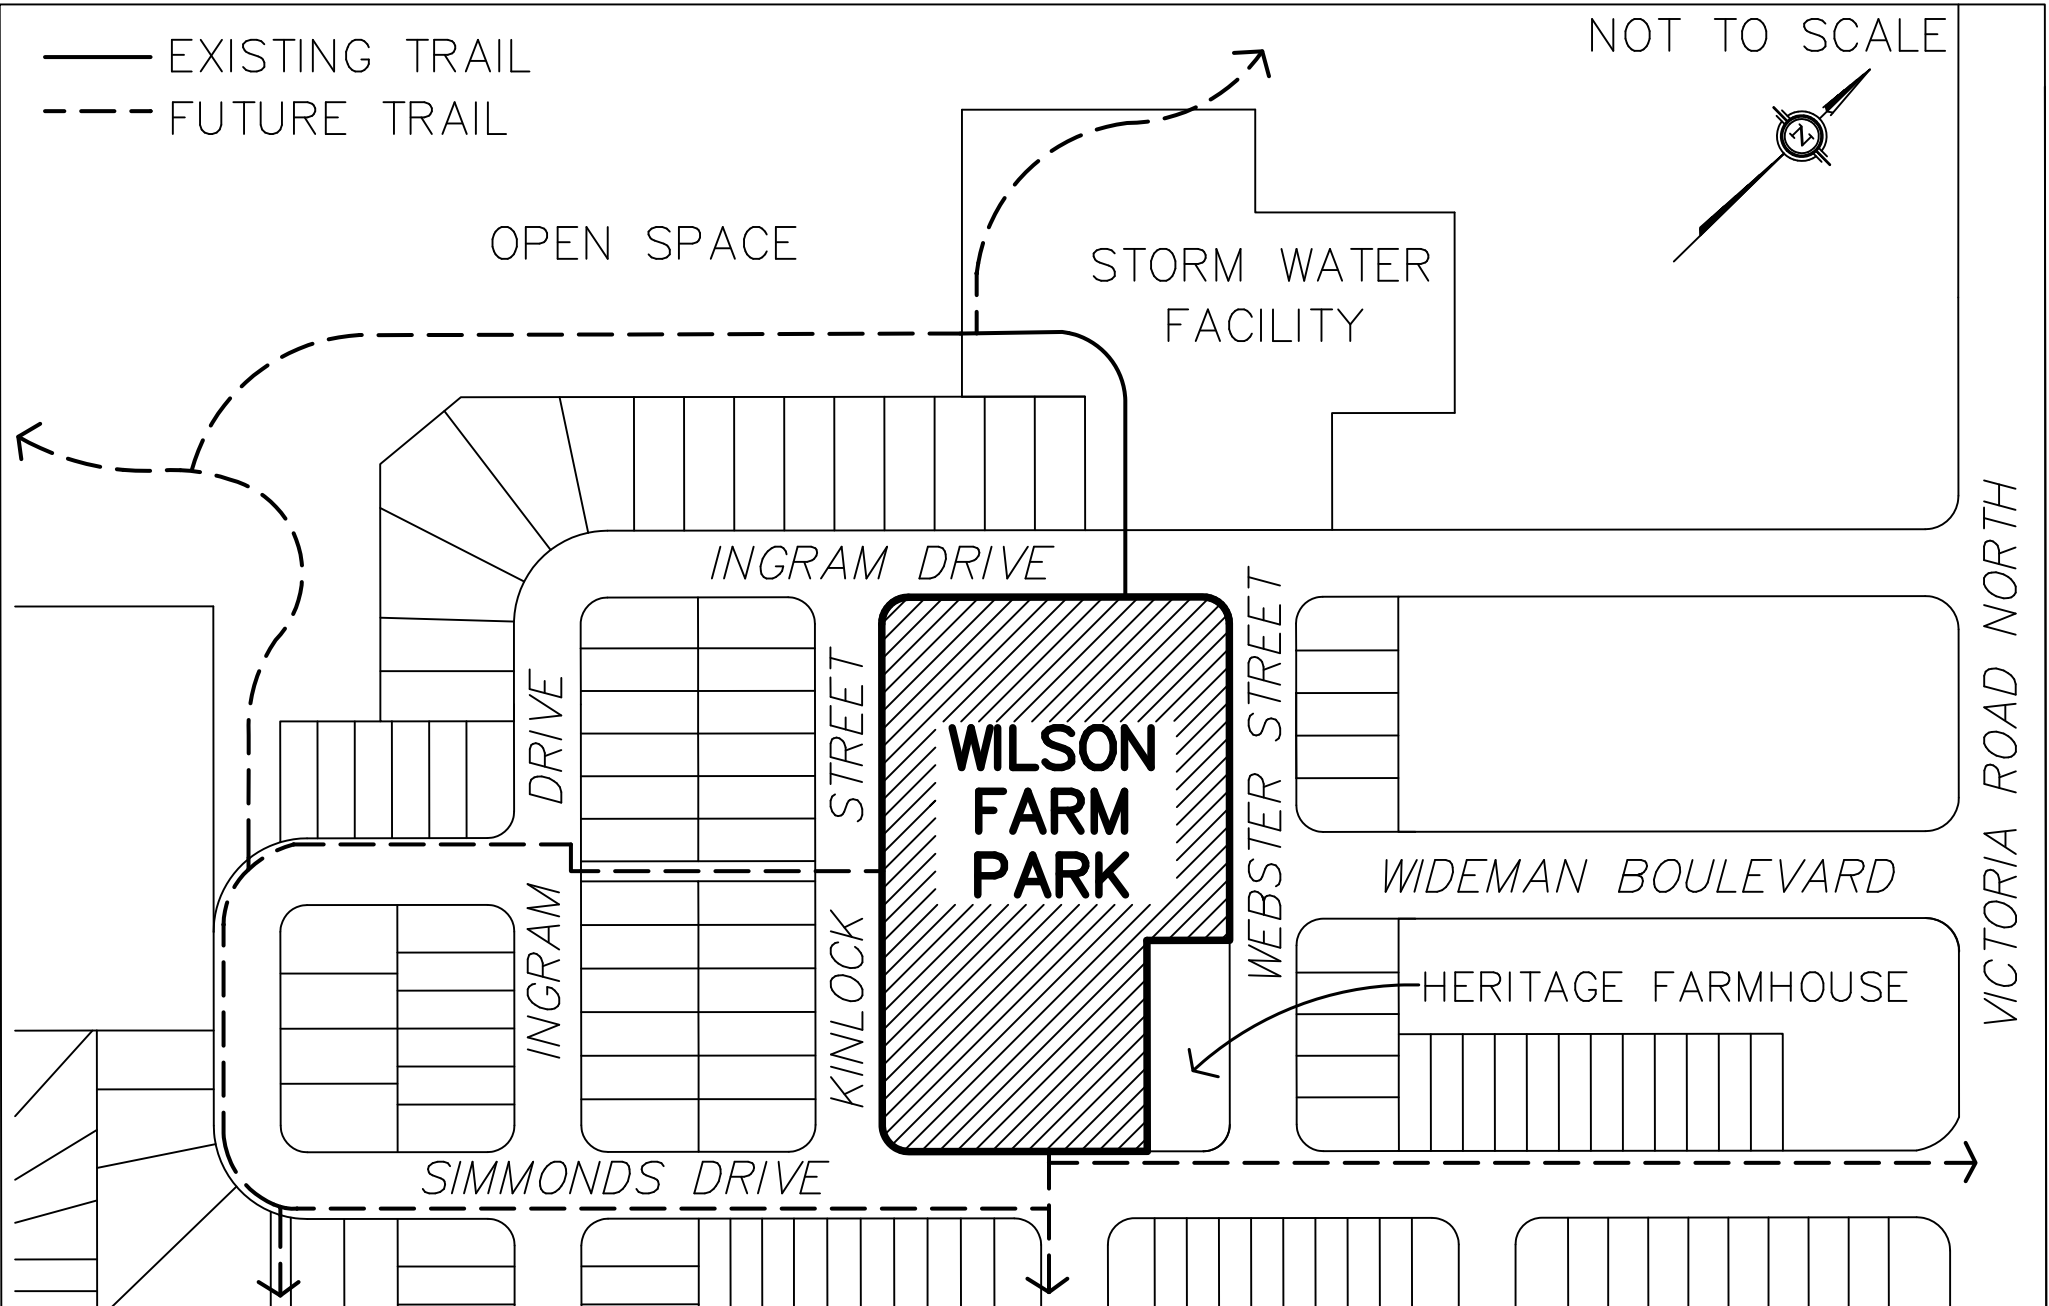 NOT TO SCALE
EXISTING TRAIL
FUTURE TRAIL
N
OPEN SPACE
STORM WATER
FACILITY
INGRAM DRIVE
WEBSTER STREET
VICTORIA ROAD NORTH
INGRAM DRIVE
KINLOCK STREET
WILSON
FARM
PARK
WIDEMAN BOULEVARD
HERITAGE FARMHOUSE
SIMMONDS DRIVE